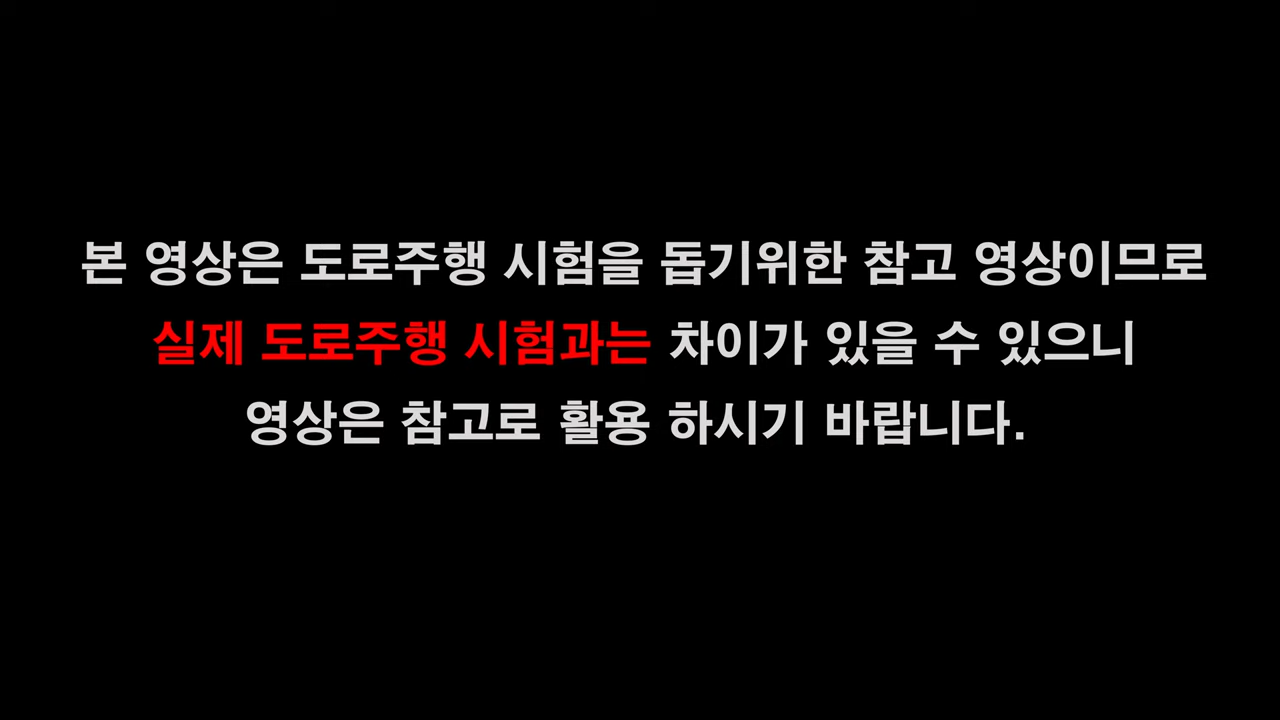 본 영상은 도로주행 시험을 돕기위한 참고 영상이므로
실제 도로주행 시험과는 차이가 있을 수 있으니
영상은 참고로 활용 하시기 바랍니다.